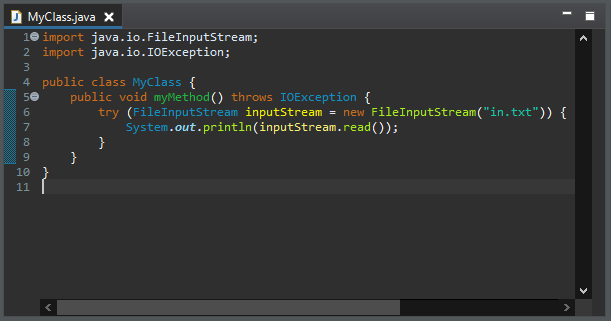 MyClass.java
1 import java.io.FileInputStream;
2 import java.io.IOException;
3
4 public class MyClass {
5     public void myMethod() throws IOException {
6         try (FileInputStream inputStream = new FileInputStream("in.txt")) {
7             System.out.println(inputStream.read());
8         }
9     }
10 }
11